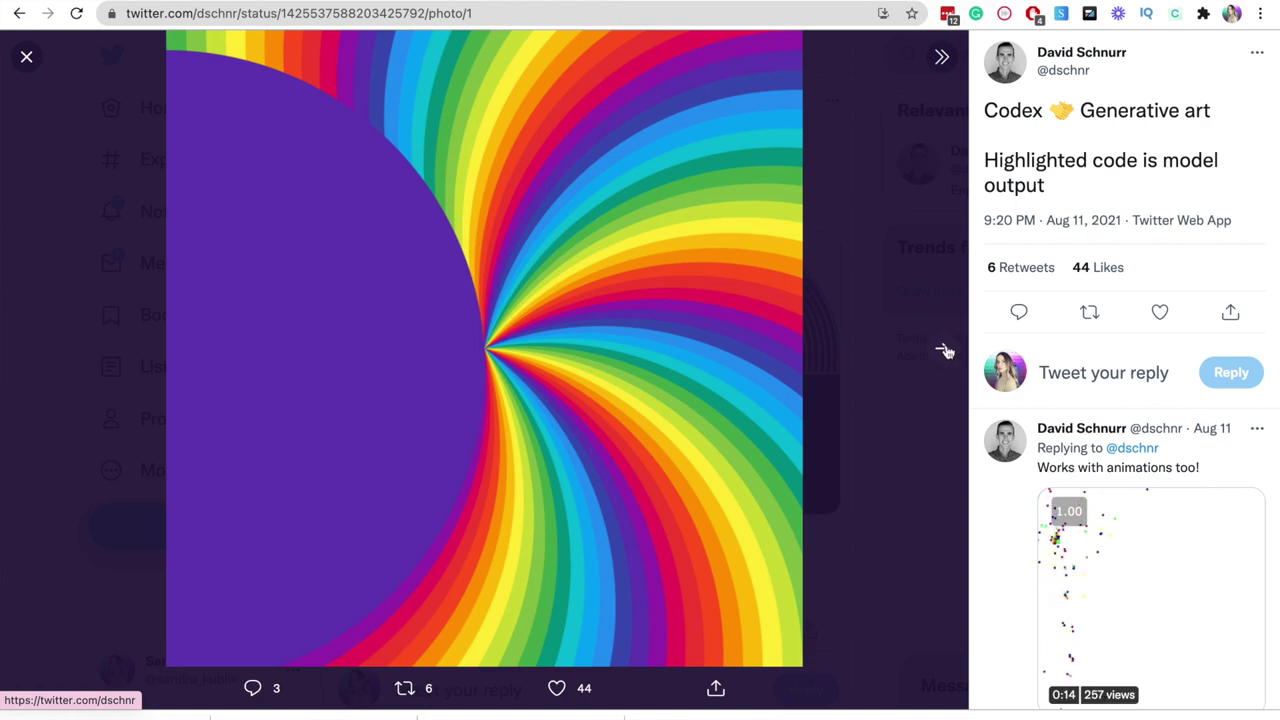 twitter.com/dschnr/status/1425537588203425792/photo/1
12
4
IQ
David Schnurr
@dschnr
Codex 🤝 Generative art
Highlighted code is model
output
9:20 PM · Aug 11, 2021 · Twitter Web App
6 Retweets 44 Likes
Tweet your reply
Reply
David Schnurr @dschnr · Aug 11
Replying to @dschnr
Works with animations too!
1.00
0:14 257 views
3
6
44
https://twitter.com/dschnr